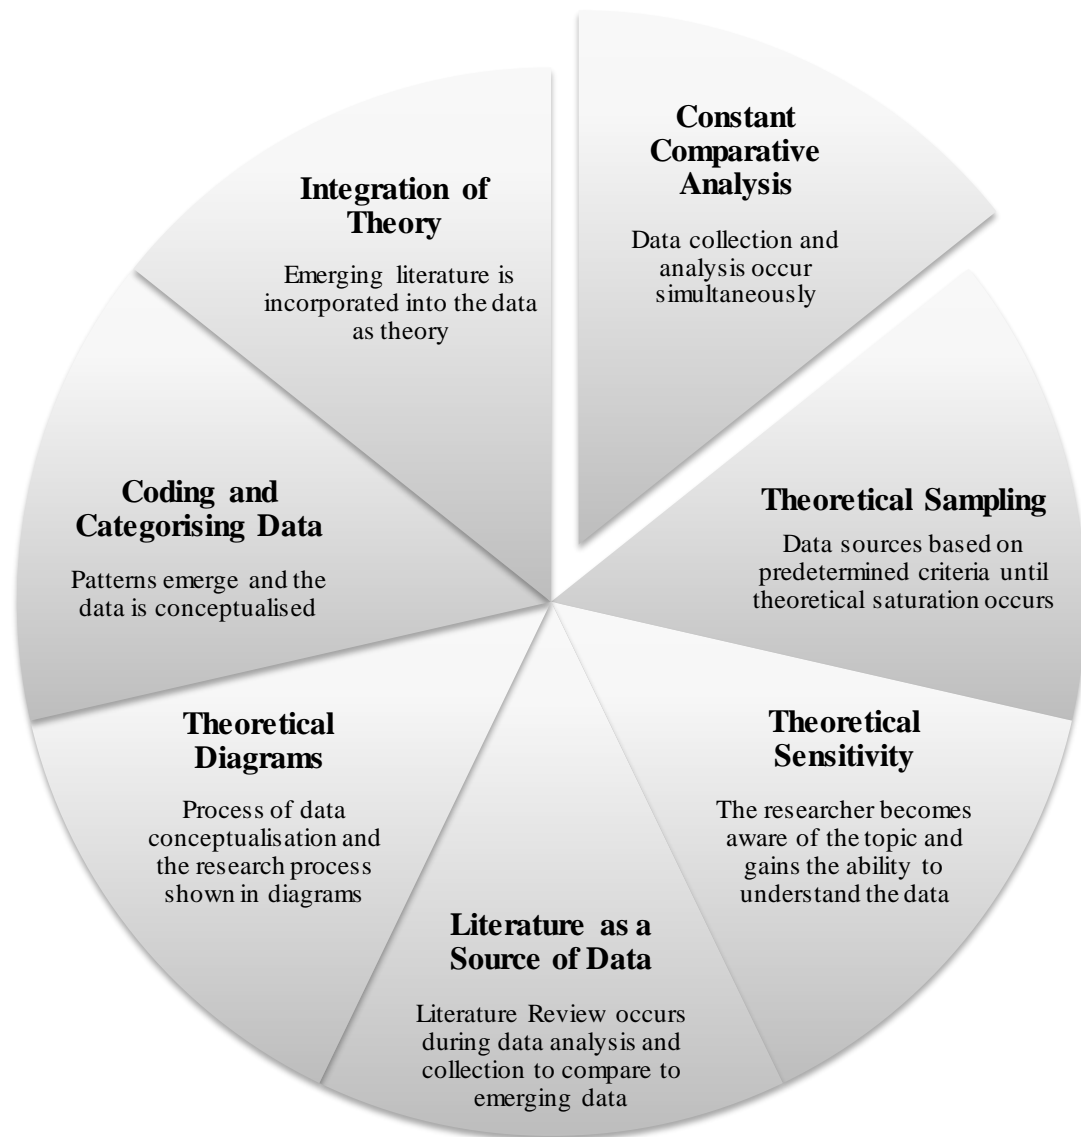 Constant
Comparative
Analysis
Data collection and
analysis occur
simultaneously
Theoretical Sampling
Data sources based on
predetermined criteria until
theoretical saturation occurs
Theoretical
Sensitivity
The researcher becomes
aware of the topic and
gains the ability to
understand the data
Literature as a
Source of Data
Literature Review occurs
during data analysis and
collection to compare to
emerging data
Theoretical
Diagrams
Process of data
conceptualisation and
the research process
shown in diagrams
Coding and
Categorising Data
Patterns emerge and the
data is conceptualised
Integration of
Theory
Emerging literature is
incorporated into the data
as theory